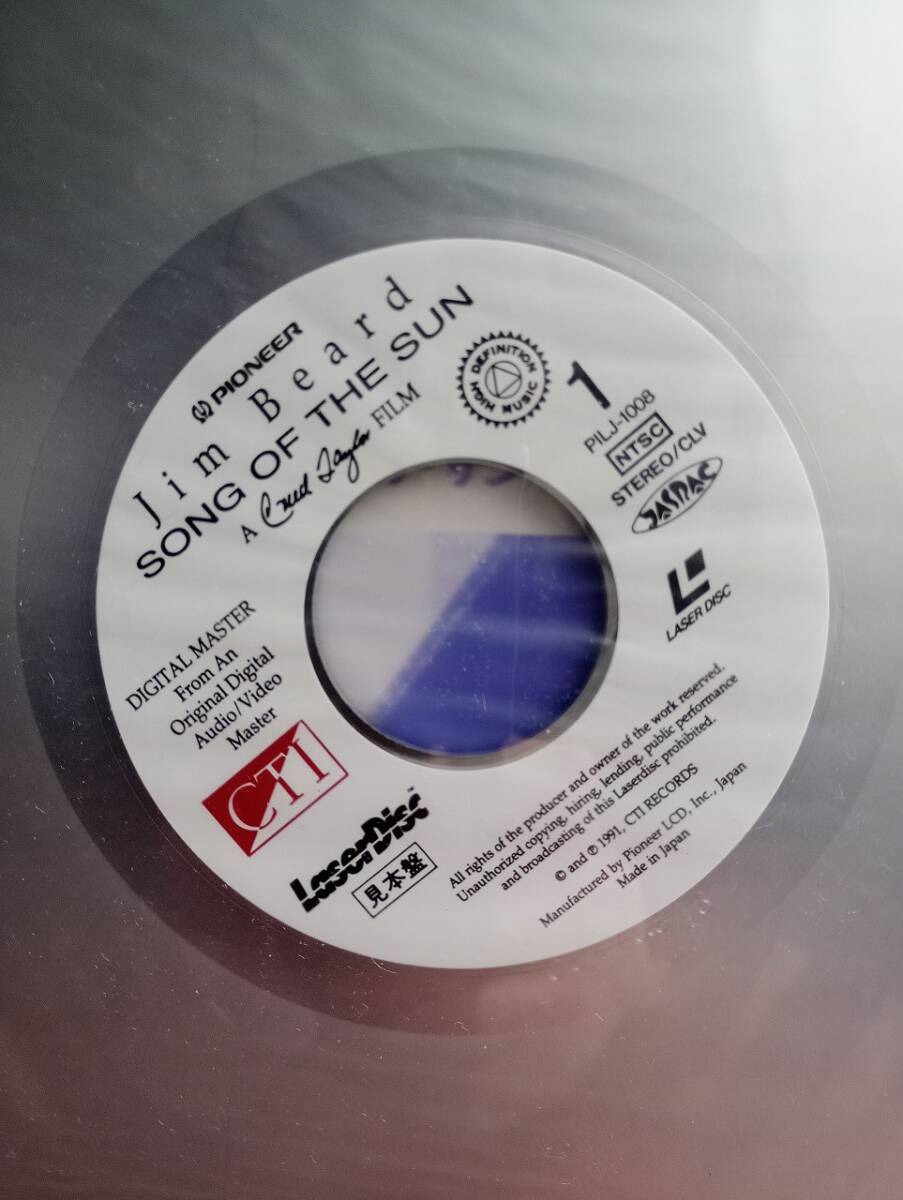 PIONEER
Jim Beard
SONG OF THE SUN
A Creed Taylor FILM
HIGH DEFINITION MUSIC
1
PILJ-1008
NTSC
STEREO/CLV
JASRAC
LASER DISC
DIGITAL MASTER
From An
Original Digital
Audio/Video
Master
CTI
LaserDisc™
見本盤
All rights of the producer and owner of the work reserved.
Unauthorized copying, hiring, lending, public performance
and broadcasting of this Laserdisc prohibited.
© and ℗ 1991, CTI RECORDS
Manufactured by Pioneer LCD, Inc., Japan
Made in Japan